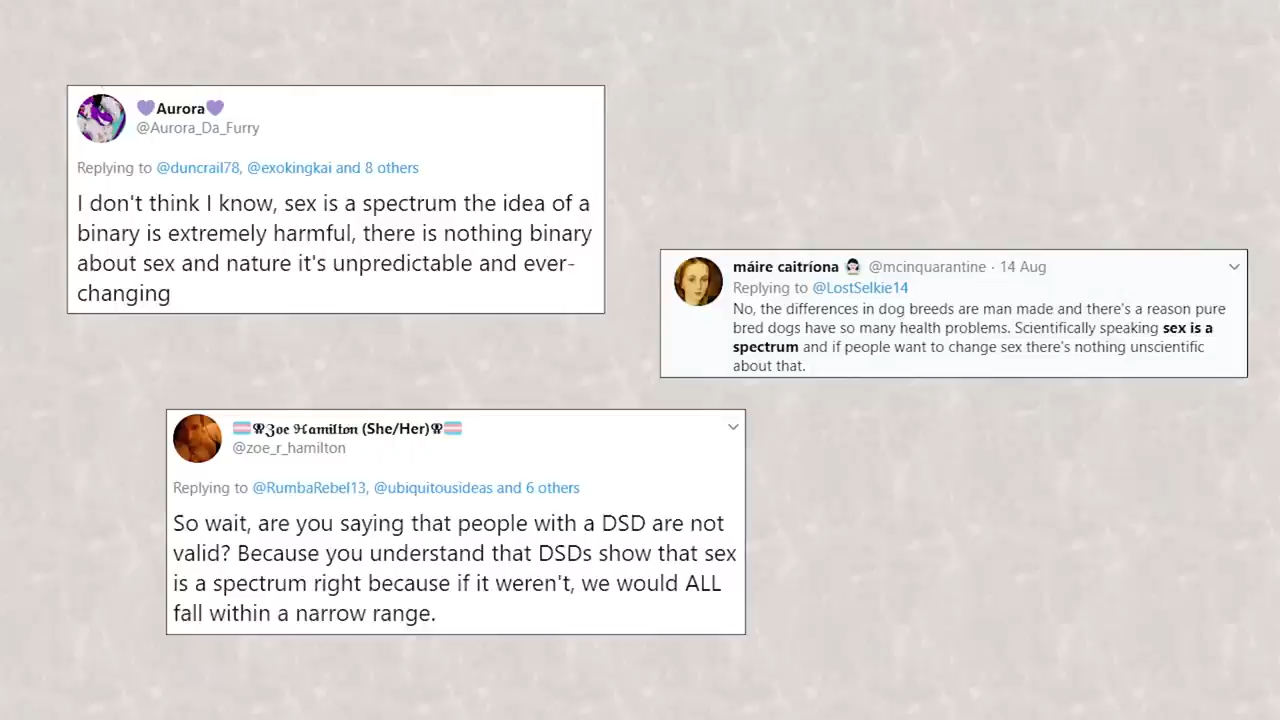 💜Aurora💜
@Aurora_Da_Furry
Replying to @duncrail78, @exokingkai and 8 others
I don't think I know, sex is a spectrum the idea of a
binary is extremely harmful, there is nothing binary
about sex and nature it's unpredictable and ever-
changing
máire caitríona 🧛🏻‍♀️ @mcinquarantine · 14 Aug
Replying to @LostSelkie14
No, the differences in dog breeds are man made and there's a reason pure
bred dogs have so many health problems. Scientifically speaking sex is a
spectrum and if people want to change sex there's nothing unscientific
about that.
𝕽ℨ𝔬𝔢 ℌ𝔞𝔪𝔦𝔩𝔱𝔬𝔫 (She/Her)𝕽
@zoe_r_hamilton
Replying to @RumbaRebel13, @ubiquitousideas and 6 others
So wait, are you saying that people with a DSD are not
valid? Because you understand that DSDs show that sex
is a spectrum right because if it weren't, we would ALL
fall within a narrow range.